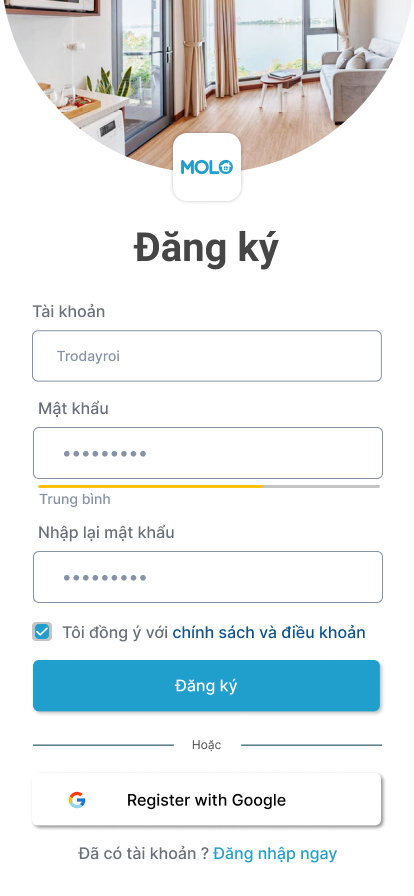 MOLO
Đăng ký
Tài khoản
Trodayroi
Mật khẩu
•••••••••
Trung bình
Nhập lại mật khẩu
•••••••••
Tôi đồng ý với chính sách và điều khoản
Đăng ký
Hoặc
Register with Google
Đã có tài khoản ? Đăng nhập ngay